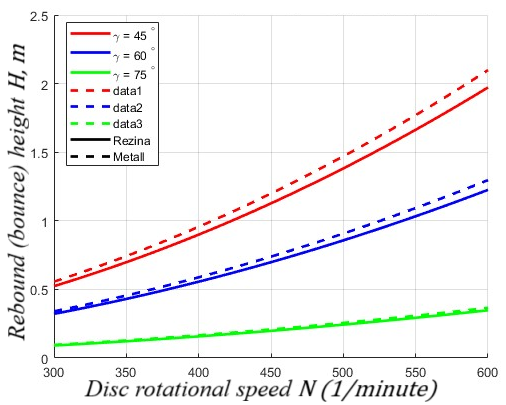 2.5
2
1.5
1
0.5
0
300
350
400
450
500
550
600
Rebound (bounce) height H, m
Disc rotational speed N (1/minute)
γ = 45 °
γ = 60 °
γ = 75 °
data1
data2
data3
Rezina
Metall